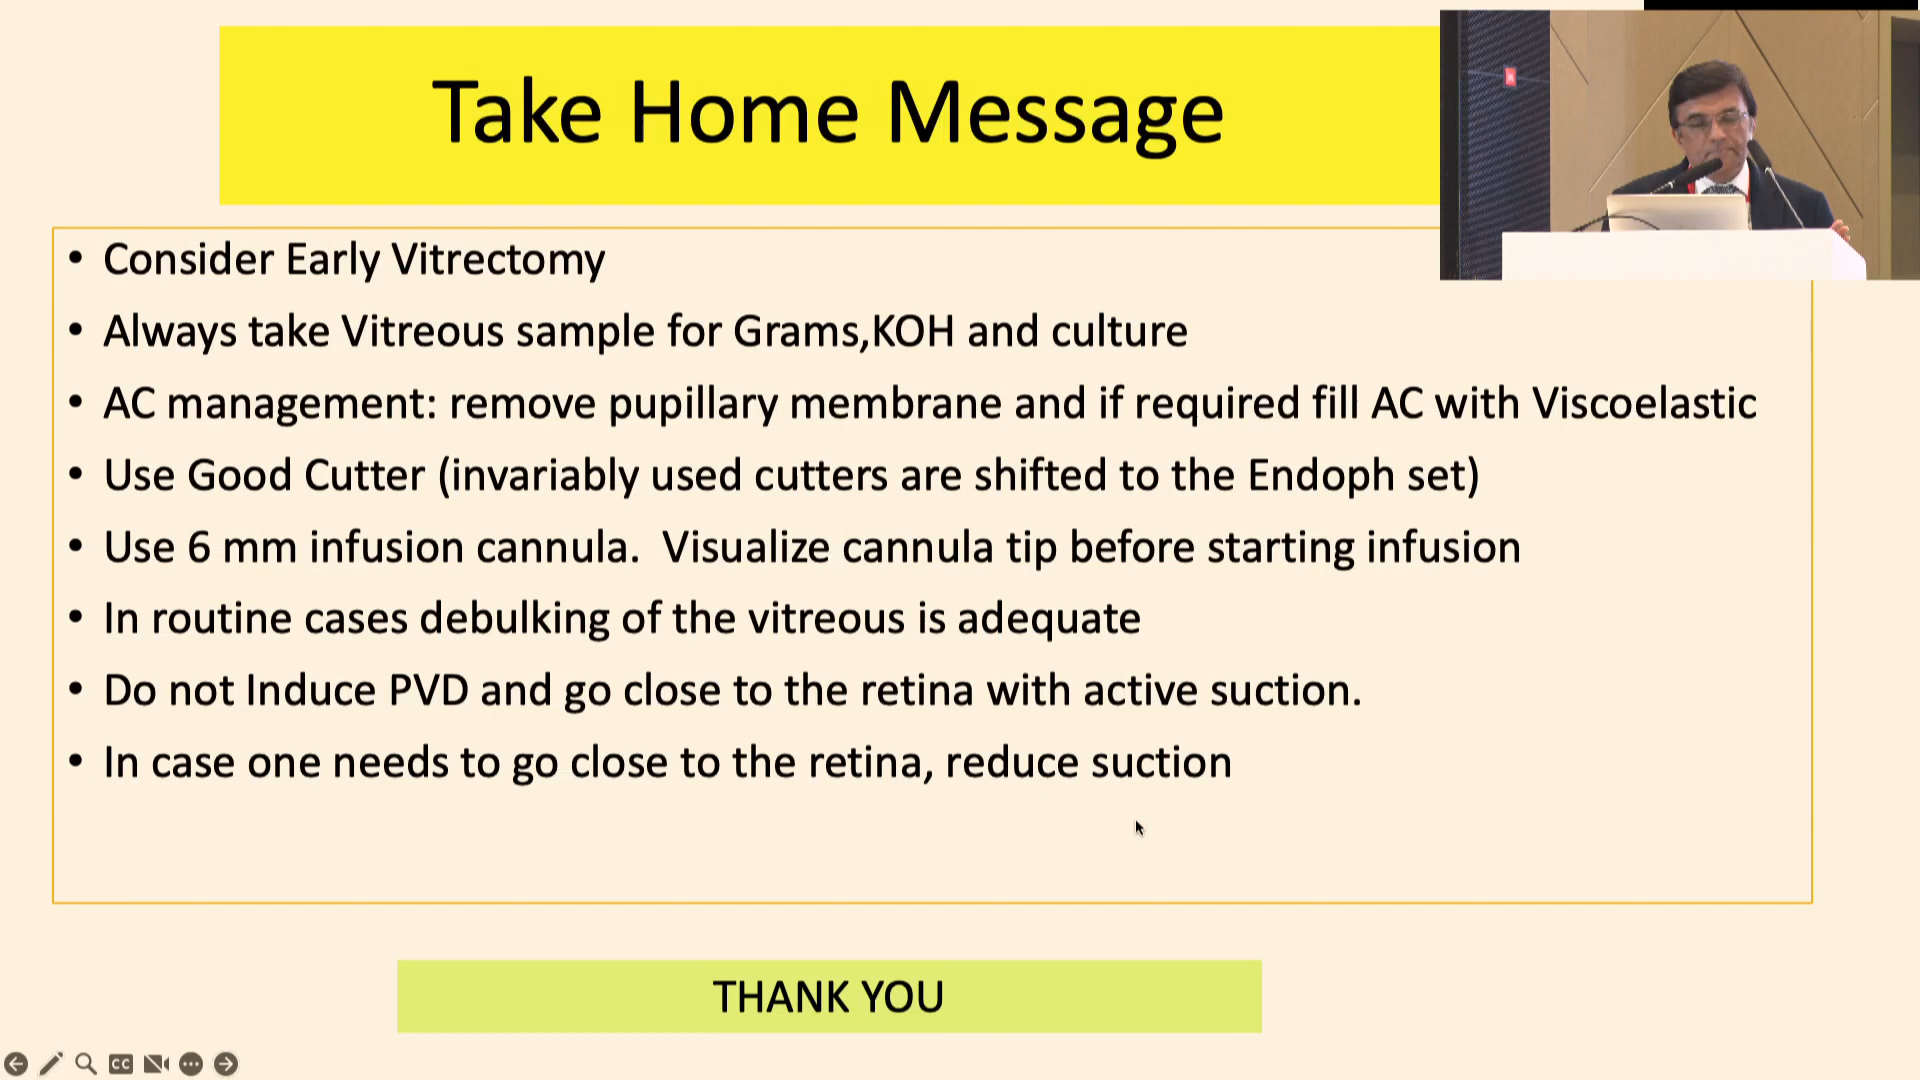 Take Home Message
• Consider Early Vitrectomy
• Always take Vitreous sample for Grams,KOH and culture
• AC management: remove pupillary membrane and if required fill AC with Viscoelastic
• Use Good Cutter (invariably used cutters are shifted to the Endoph set)
• Use 6 mm infusion cannula.  Visualize cannula tip before starting infusion
• In routine cases debulking of the vitreous is adequate
• Do not Induce PVD and go close to the retina with active suction.
• In case one needs to go close to the retina, reduce suction
THANK YOU
CC